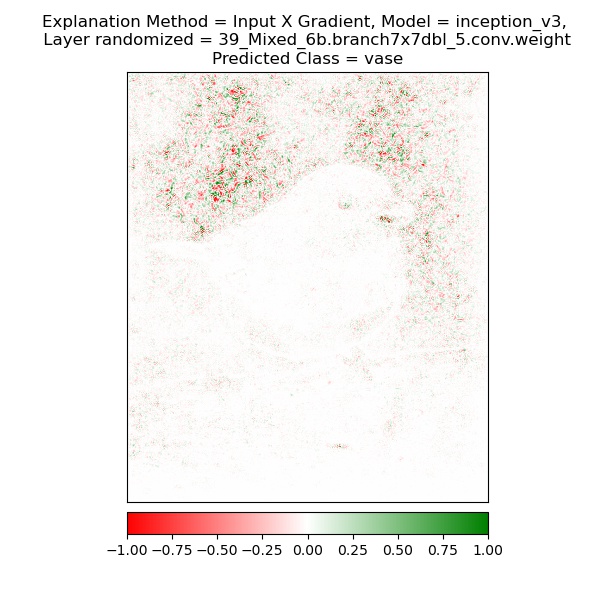 Explanation Method = Input X Gradient, Model = inception_v3,
Layer randomized = 39_Mixed_6b.branch7x7dbl_5.conv.weight
Predicted Class = vase
−1.00 −0.75 −0.50 −0.25 0.00 0.25 0.50 0.75 1.00